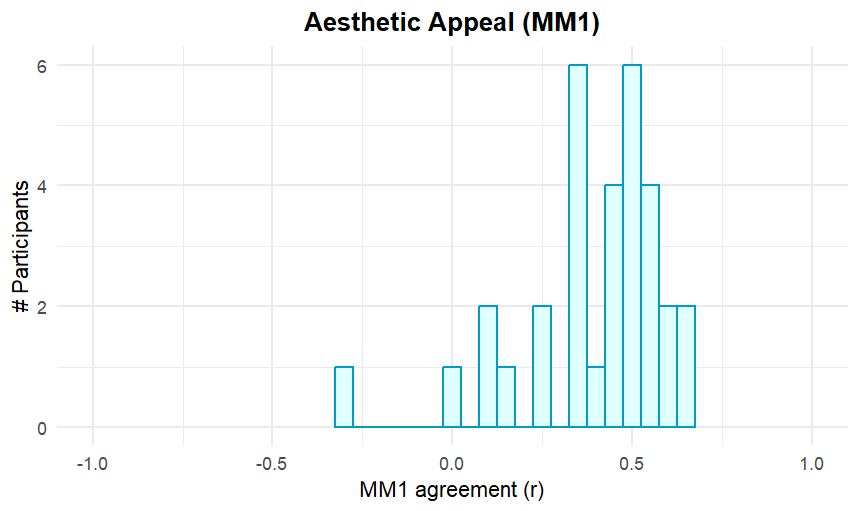 Aesthetic Appeal (MM1)
# Participants
6
4
2
0
-1.0 -0.5 0.0 0.5 1.0
MM1 agreement (r)